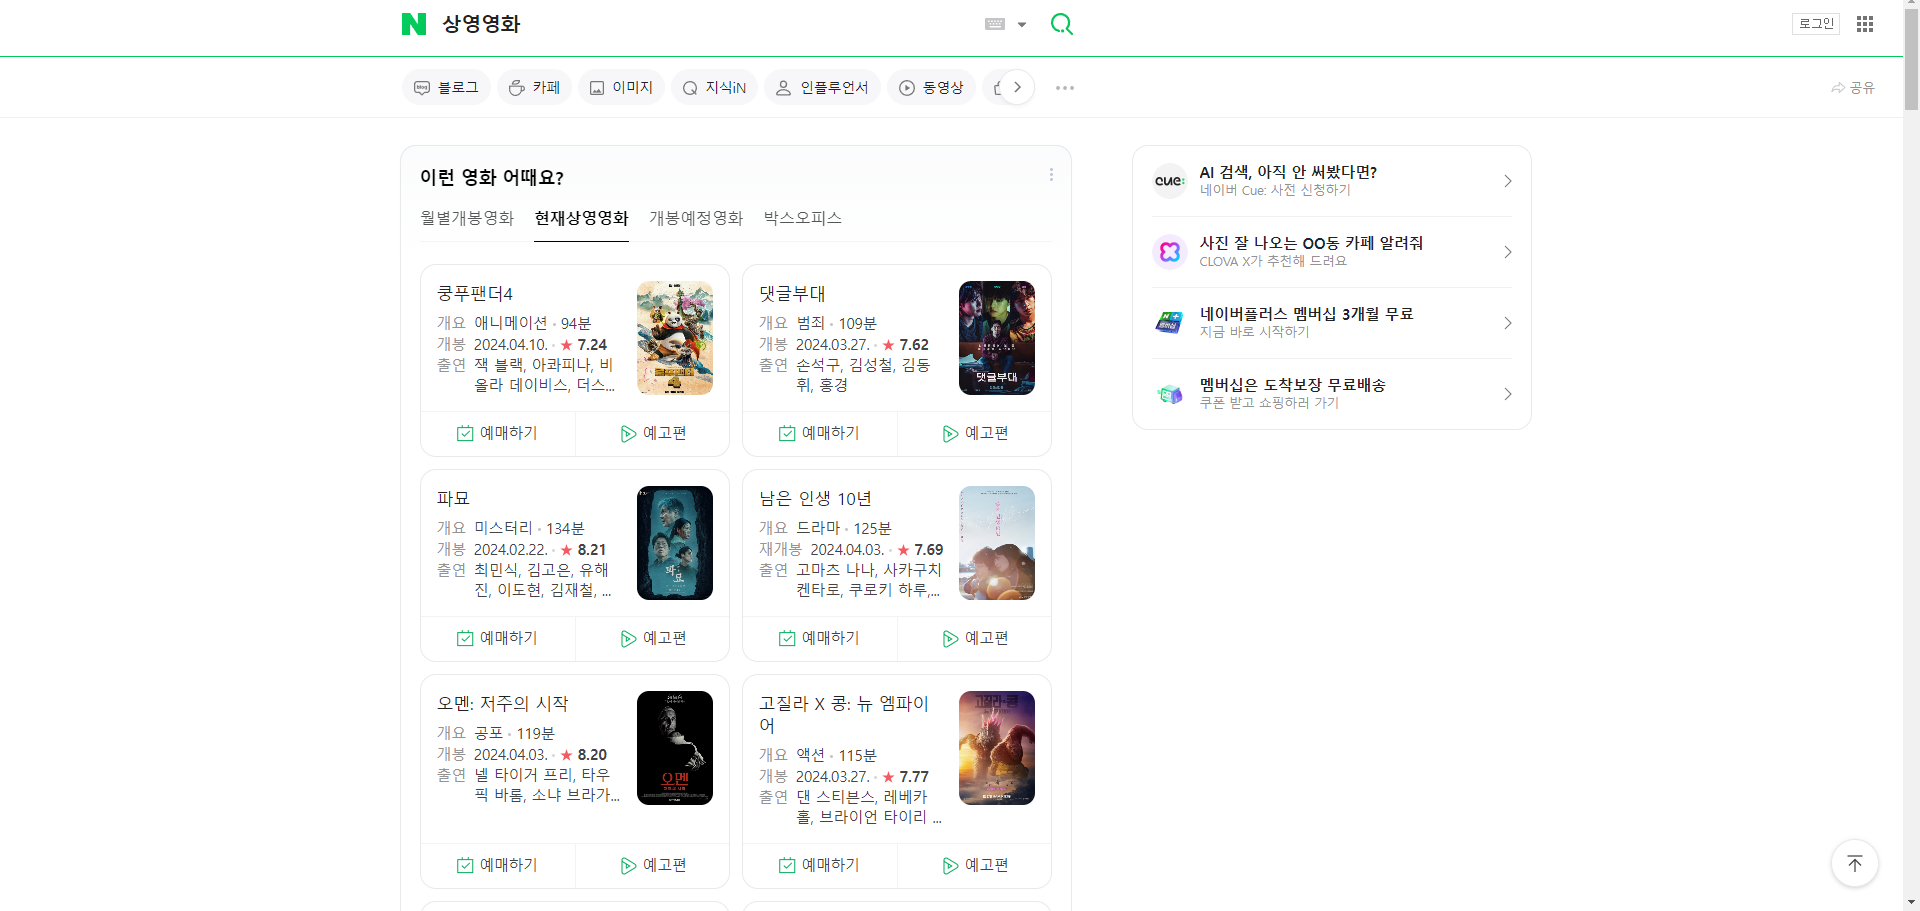 상영영화
로그인
블로그
카페
이미지
지식iN
인플루언서
동영상
공유
이런 영화 어때요?
월별개봉영화
현재상영영화
개봉예정영화
박스오피스
쿵푸팬더4
개요 애니메이션 · 94분
개봉 2024.04.10. · ★ 7.24
출연 잭 블랙, 아콰피나, 비
올라 데이비스, 더스...
예매하기
예고편
댓글부대
개요 범죄 · 109분
개봉 2024.03.27. · ★ 7.62
출연 손석구, 김성철, 김동
휘, 홍경
댓글부대
예매하기
예고편
파묘
개요 미스터리 · 134분
개봉 2024.02.22. · ★ 8.21
출연 최민식, 김고은, 유해
진, 이도현, 김재철, ...
파묘
예매하기
예고편
남은 인생 10년
개요 드라마 · 125분
재개봉 2024.04.03. · ★ 7.69
출연 고마츠 나나, 사카구치
켄타로, 쿠로키 하루,...
예매하기
예고편
오멘: 저주의 시작
개요 공포 · 119분
개봉 2024.04.03. · ★ 8.20
출연 넬 타이거 프리, 타우
픽 바롬, 소냐 브라가...
오멘
예매하기
예고편
고질라 X 콩: 뉴 엠파이
어
개요 액션 · 115분
개봉 2024.03.27. · ★ 7.77
출연 댄 스티븐스, 레베카
홀, 브라이언 타이리 ...
고질라·콩
예매하기
예고편
cue:
AI 검색, 아직 안 써봤다면?
네이버 Cue: 사전 신청하기
사진 잘 나오는 OO동 카페 알려줘
CLOVA X가 추천해 드려요
네이버플러스 멤버십 3개월 무료
지금 바로 시작하기
멤버십은 도착보장 무료배송
쿠폰 받고 쇼핑하러 가기